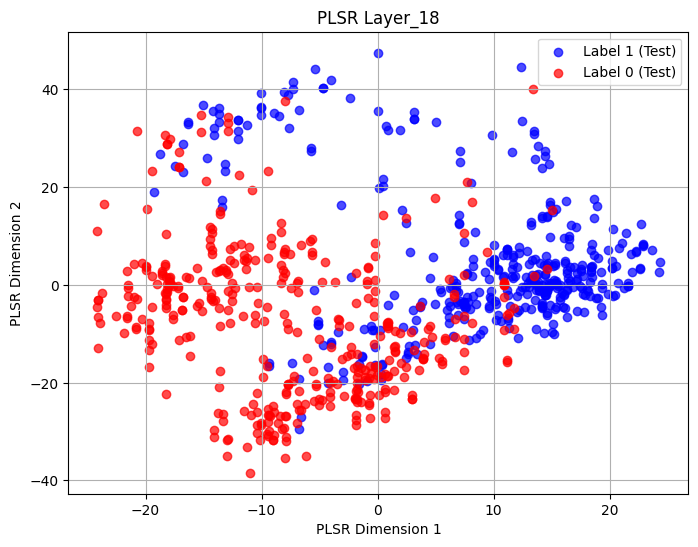 PLSR Layer_18
Label 1 (Test)
Label 0 (Test)
40
20
0
−20
−40
PLSR Dimension 2
−20
−10
0
10
20
PLSR Dimension 1